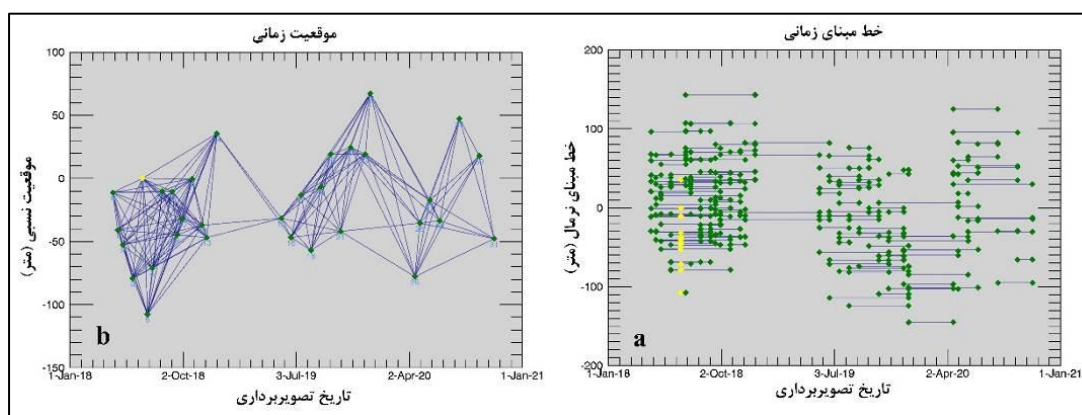 موقعیت زمانی
100
50
0
-50
-100
-150
موقعیت نسبی (متر)
b
1-Jan-18
2-Oct-18
3-Jul-19
2-Apr-20
1-Jan-21
تاریخ تصویربرداری
خط مبنای زمانی
200
100
0
-100
-200
خط مبنای نرمال (متر)
a
1-Jan-18
2-Oct-18
3-Jul-19
2-Apr-20
1-Jan-21
تاریخ تصویربرداری